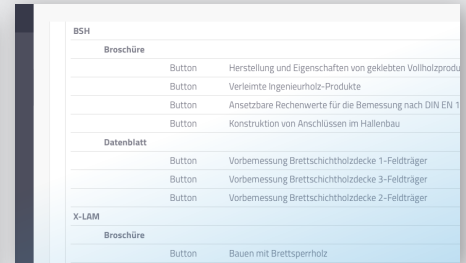 BSH
Broschüre
Button Herstellung und Eigenschaften von geklebten Vollholzprodu
Button Verleimte Ingenieurholz-Produkte
Button Ansetzbare Rechenwerte für die Bemessung nach DIN EN 1
Button Konstruktion von Anschlüssen im Hallenbau
Datenblatt
Button Vorbemessung Brettschichtholzdecke 1-Feldträger
Button Vorbemessung Brettschichtholzdecke 3-Feldträger
Button Vorbemessung Brettschichtholzdecke 2-Feldträger
X-LAM
Broschüre
Button Bauen mit Brettsperrholz